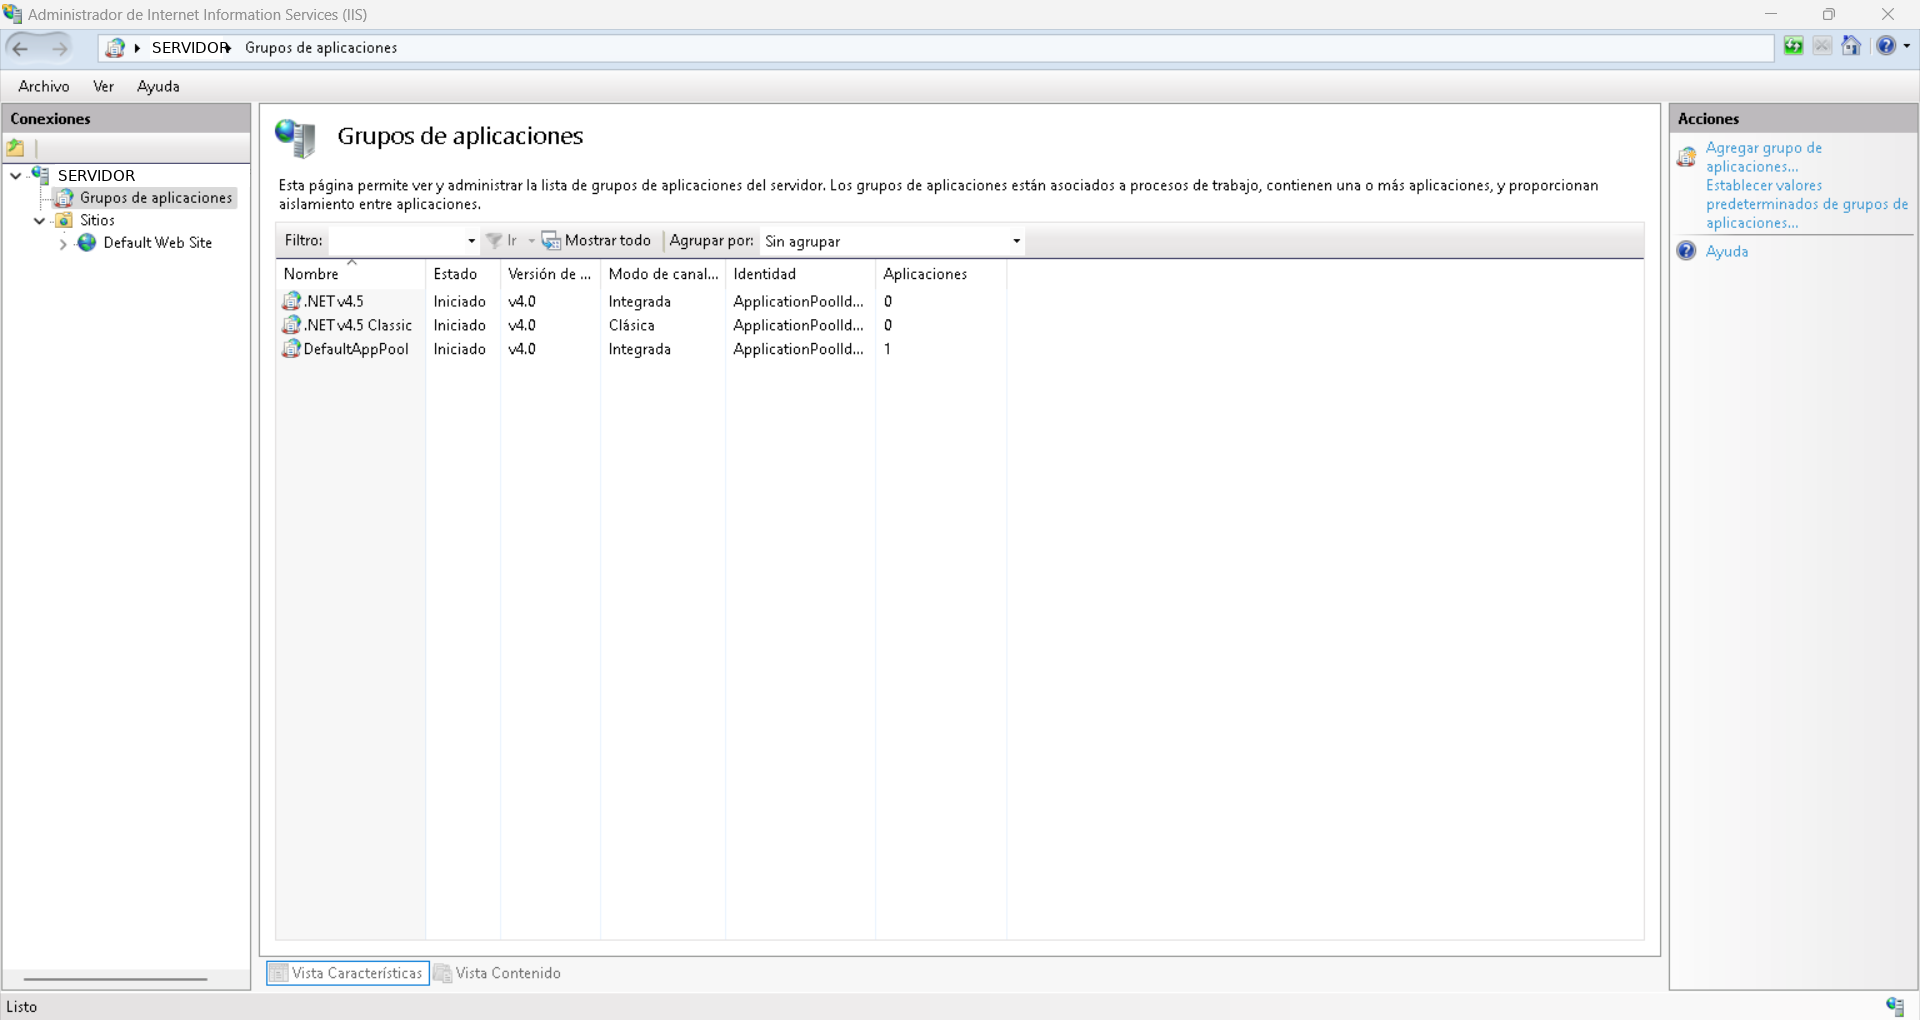 Administrador de Internet Information Services (IIS)
SERVIDOR Grupos de aplicaciones
Archivo Ver Ayuda
Conexiones
SERVIDOR
Grupos de aplicaciones
Sitios
Default Web Site
Grupos de aplicaciones
Esta página permite ver y administrar la lista de grupos de aplicaciones del servidor. Los grupos de aplicaciones están asociados a procesos de trabajo, contienen una o más aplicaciones, y proporcionan
aislamiento entre aplicaciones.
Filtro: Ir Mostrar todo Agrupar por: Sin agrupar
Nombre Estado Versión de ... Modo de canal... Identidad Aplicaciones
.NET v4.5 Iniciado v4.0 Integrada ApplicationPoolId... 0
.NET v4.5 Classic Iniciado v4.0 Clásica ApplicationPoolId... 0
DefaultAppPool Iniciado v4.0 Integrada ApplicationPoolId... 1
Vista Características Vista Contenido
Acciones
Agregar grupo de
aplicaciones...
Establecer valores
predeterminados de grupos de
aplicaciones...
Ayuda
Listo